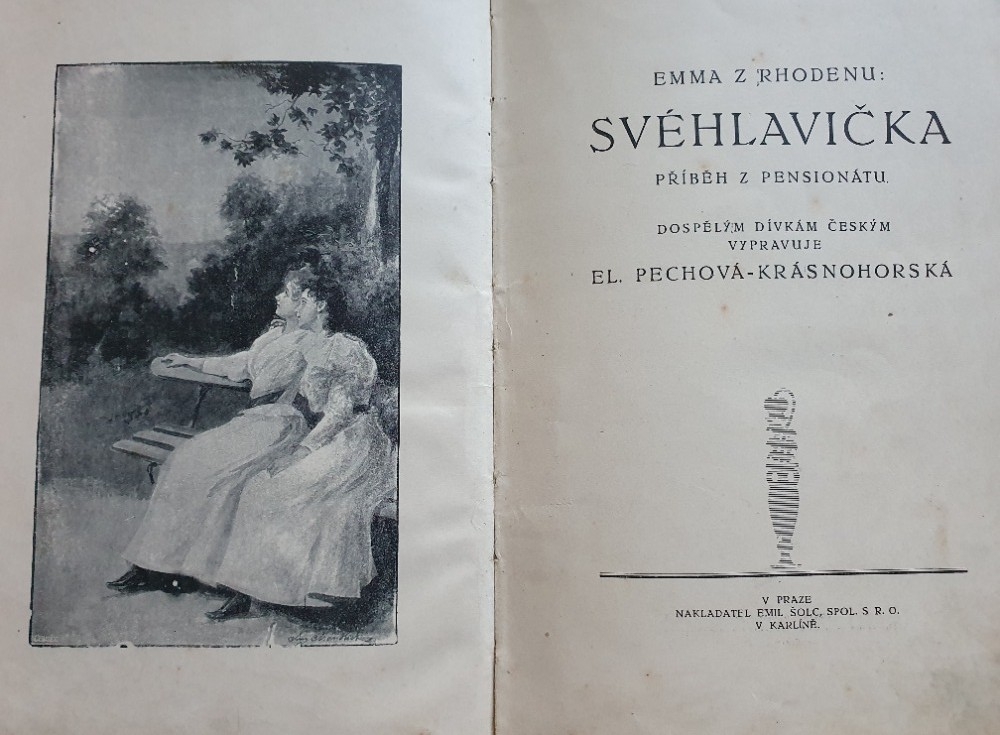 EMMA Z RHODENU:
SVÉHLAVIČKA
PŘÍBĚH Z PENSIONÁTU.
DOSPĚLÝM DÍVKÁM ČESKÝM
VYPRAVUJE
EL. PECHOVÁ-KRÁSNOHORSKÁ
V PRAZE
NAKLADATEL EMIL ŠOLC, SPOL. S R. O.
V KARLÍNĚ.